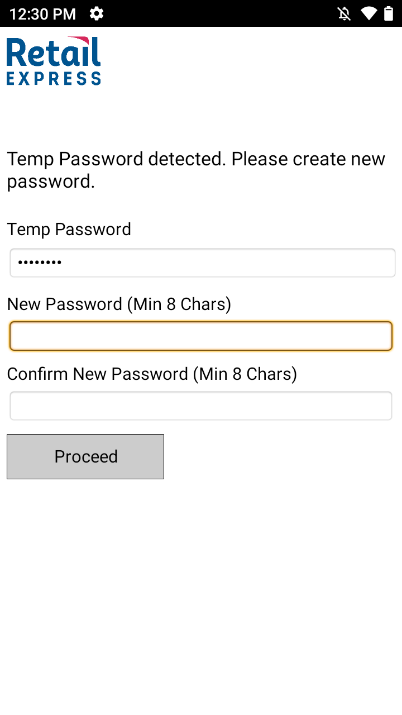 12:30 PM
Retail
EXPRESS
Temp Password detected. Please create new
password.
Temp Password
••••••••
New Password (Min 8 Chars)
Confirm New Password (Min 8 Chars)
Proceed